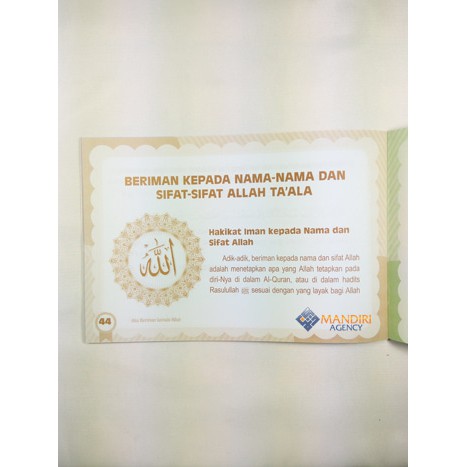 BERIMAN KEPADA NAMA-NAMA DAN
SIFAT-SIFAT ALLAH TA'ALA
الله
Hakikat Iman kepada Nama dan
Sifat Allah
Adik-adik, beriman kepada nama dan sifat Allah
adalah menetapkan apa yang Allah tetapkan pada
diri-Nya di dalam Al-Quran, atau di dalam hadits
Rasulullah ﷺ sesuai dengan yang layak bagi Allah
44
MANDIRI
AGENCY